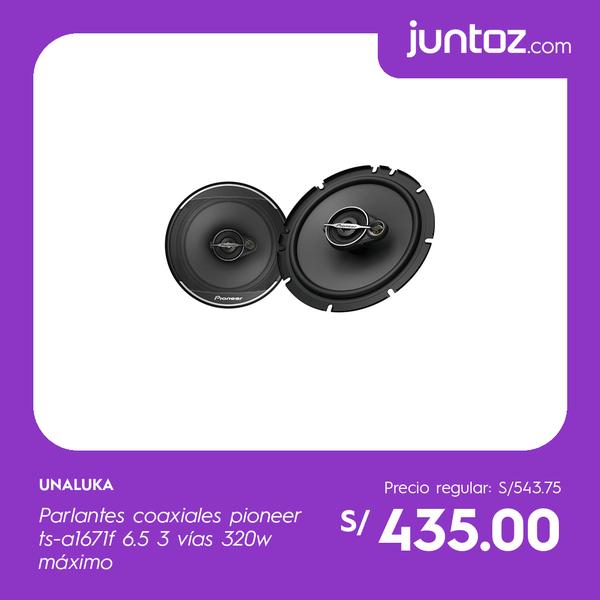 juntoz.com
Pioneer
Pioneer
UNALUKA
Parlantes coaxiales pioneer
ts-a1671f 6.5 3 vías 320w
máximo
Precio regular: S/543.75
S/ 435.00